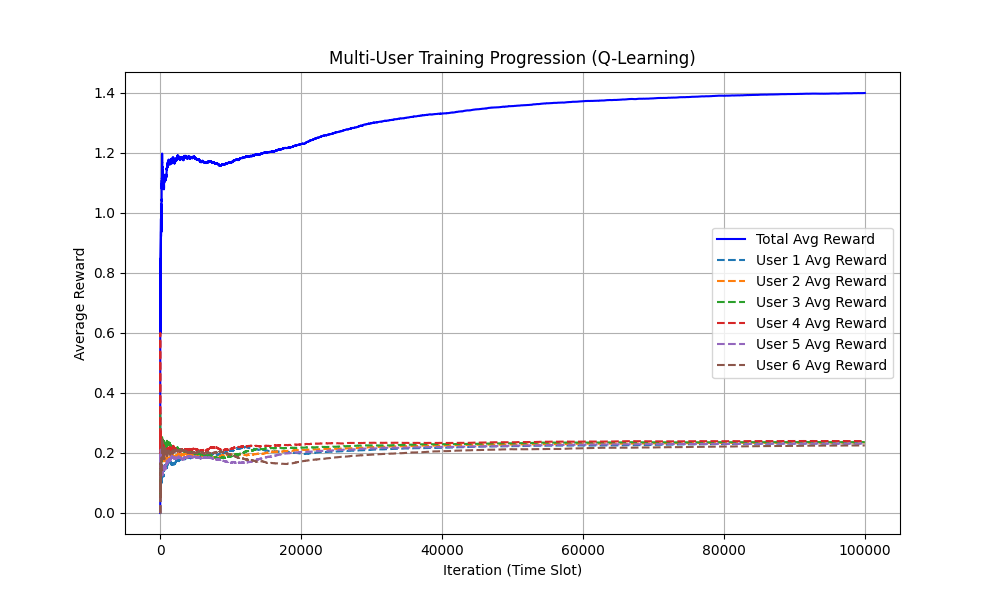 Multi-User Training Progression (Q-Learning)
1.4
1.2
1.0
0.8
0.6
0.4
0.2
0.0
Average Reward
Total Avg Reward
User 1 Avg Reward
User 2 Avg Reward
User 3 Avg Reward
User 4 Avg Reward
User 5 Avg Reward
User 6 Avg Reward
0 20000 40000 60000 80000 100000
Iteration (Time Slot)